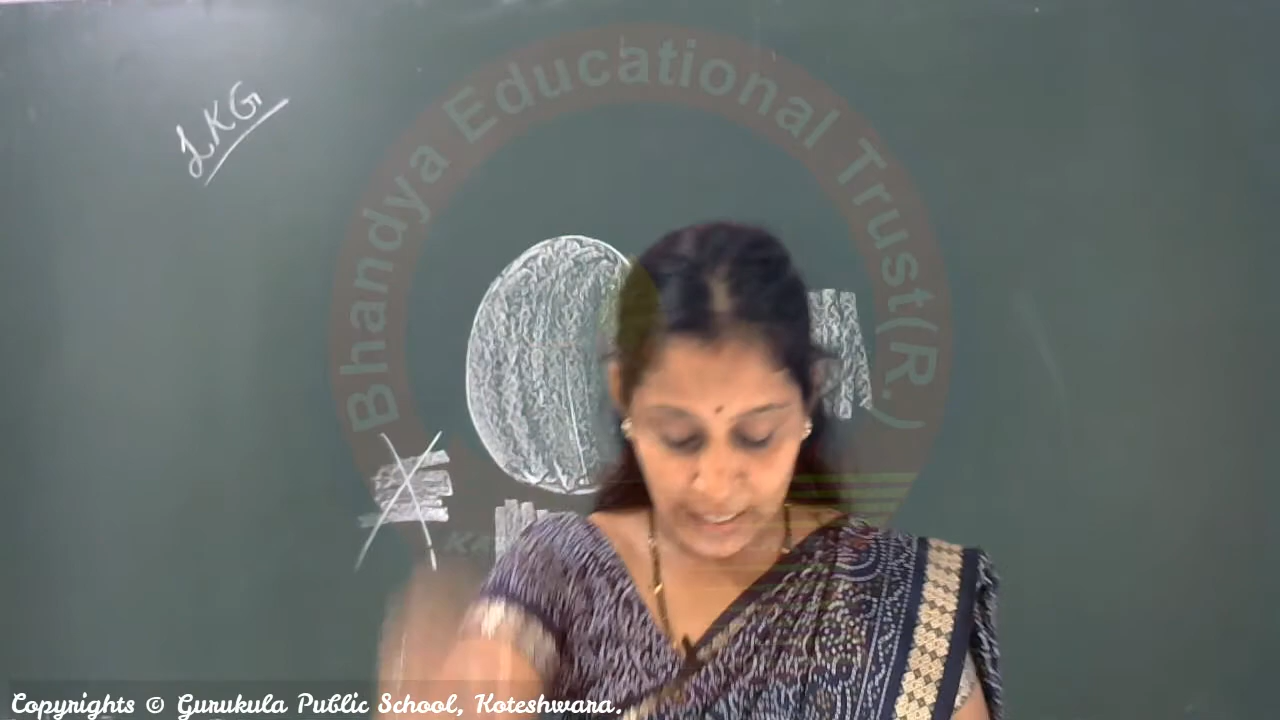 Bhandya Educational Trust(R.)
LKG
Copyrights © Gurukula Public School, Koteshwara.